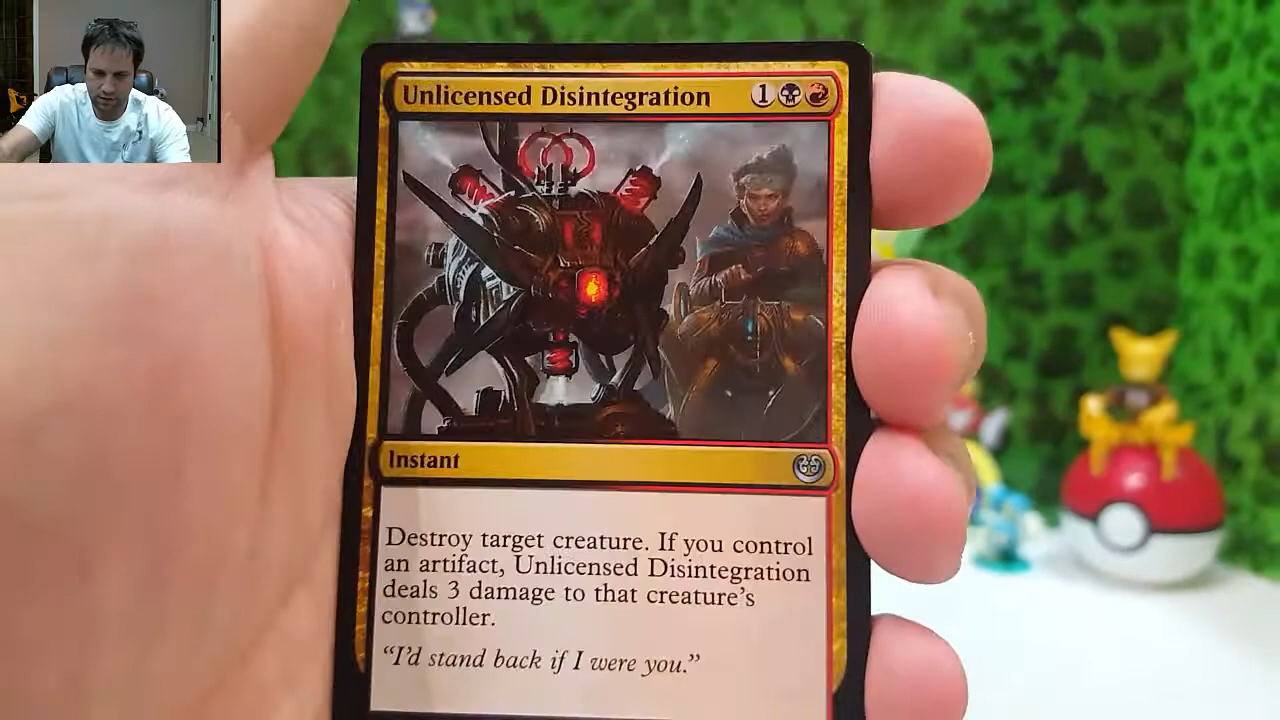 Unlicensed Disintegration 1
Instant
Destroy target creature. If you control
an artifact, Unlicensed Disintegration
deals 3 damage to that creature's
controller.
"I'd stand back if I were you."